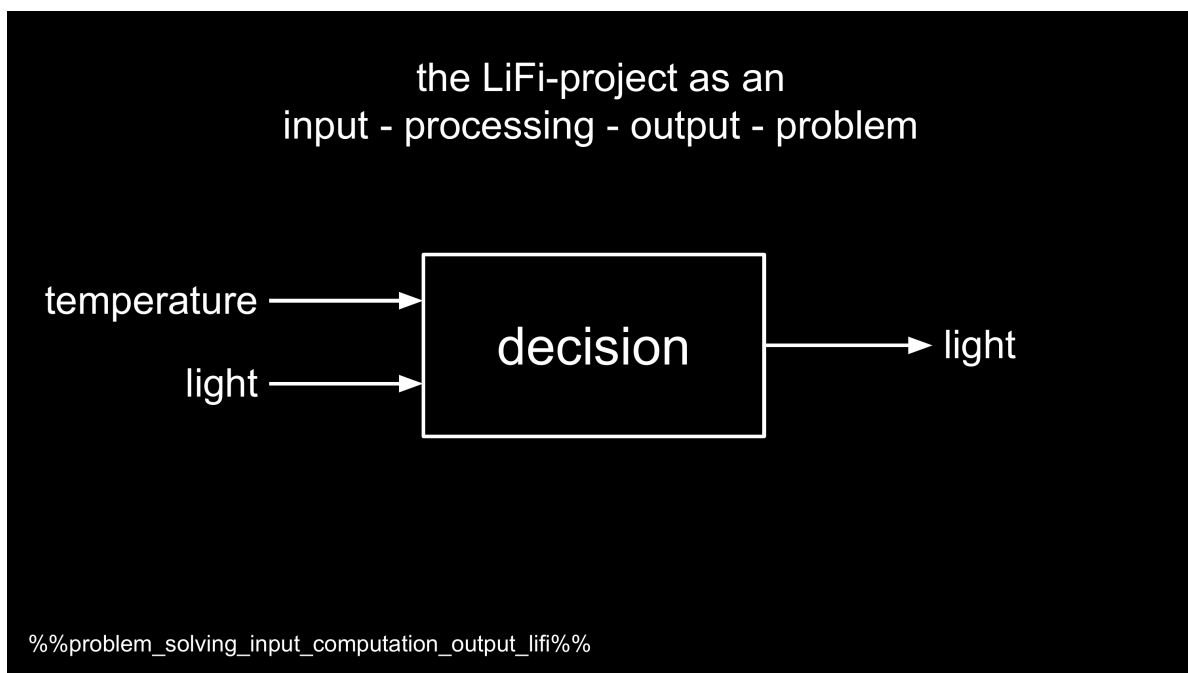 the LiFi-project as an
input - processing - output - problem
temperature
light
decision
light
%%problem_solving_input_computation_output_lifi%%